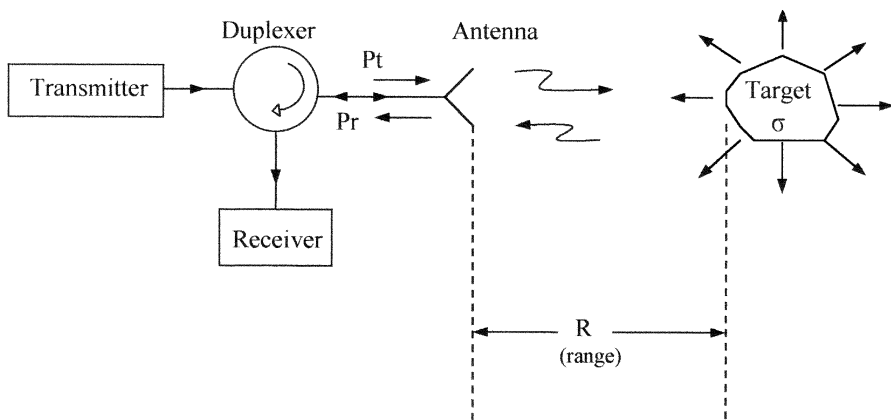 Duplexer
Antenna
Pt
Transmitter
Target
σ
Pr
Receiver
R
(range)